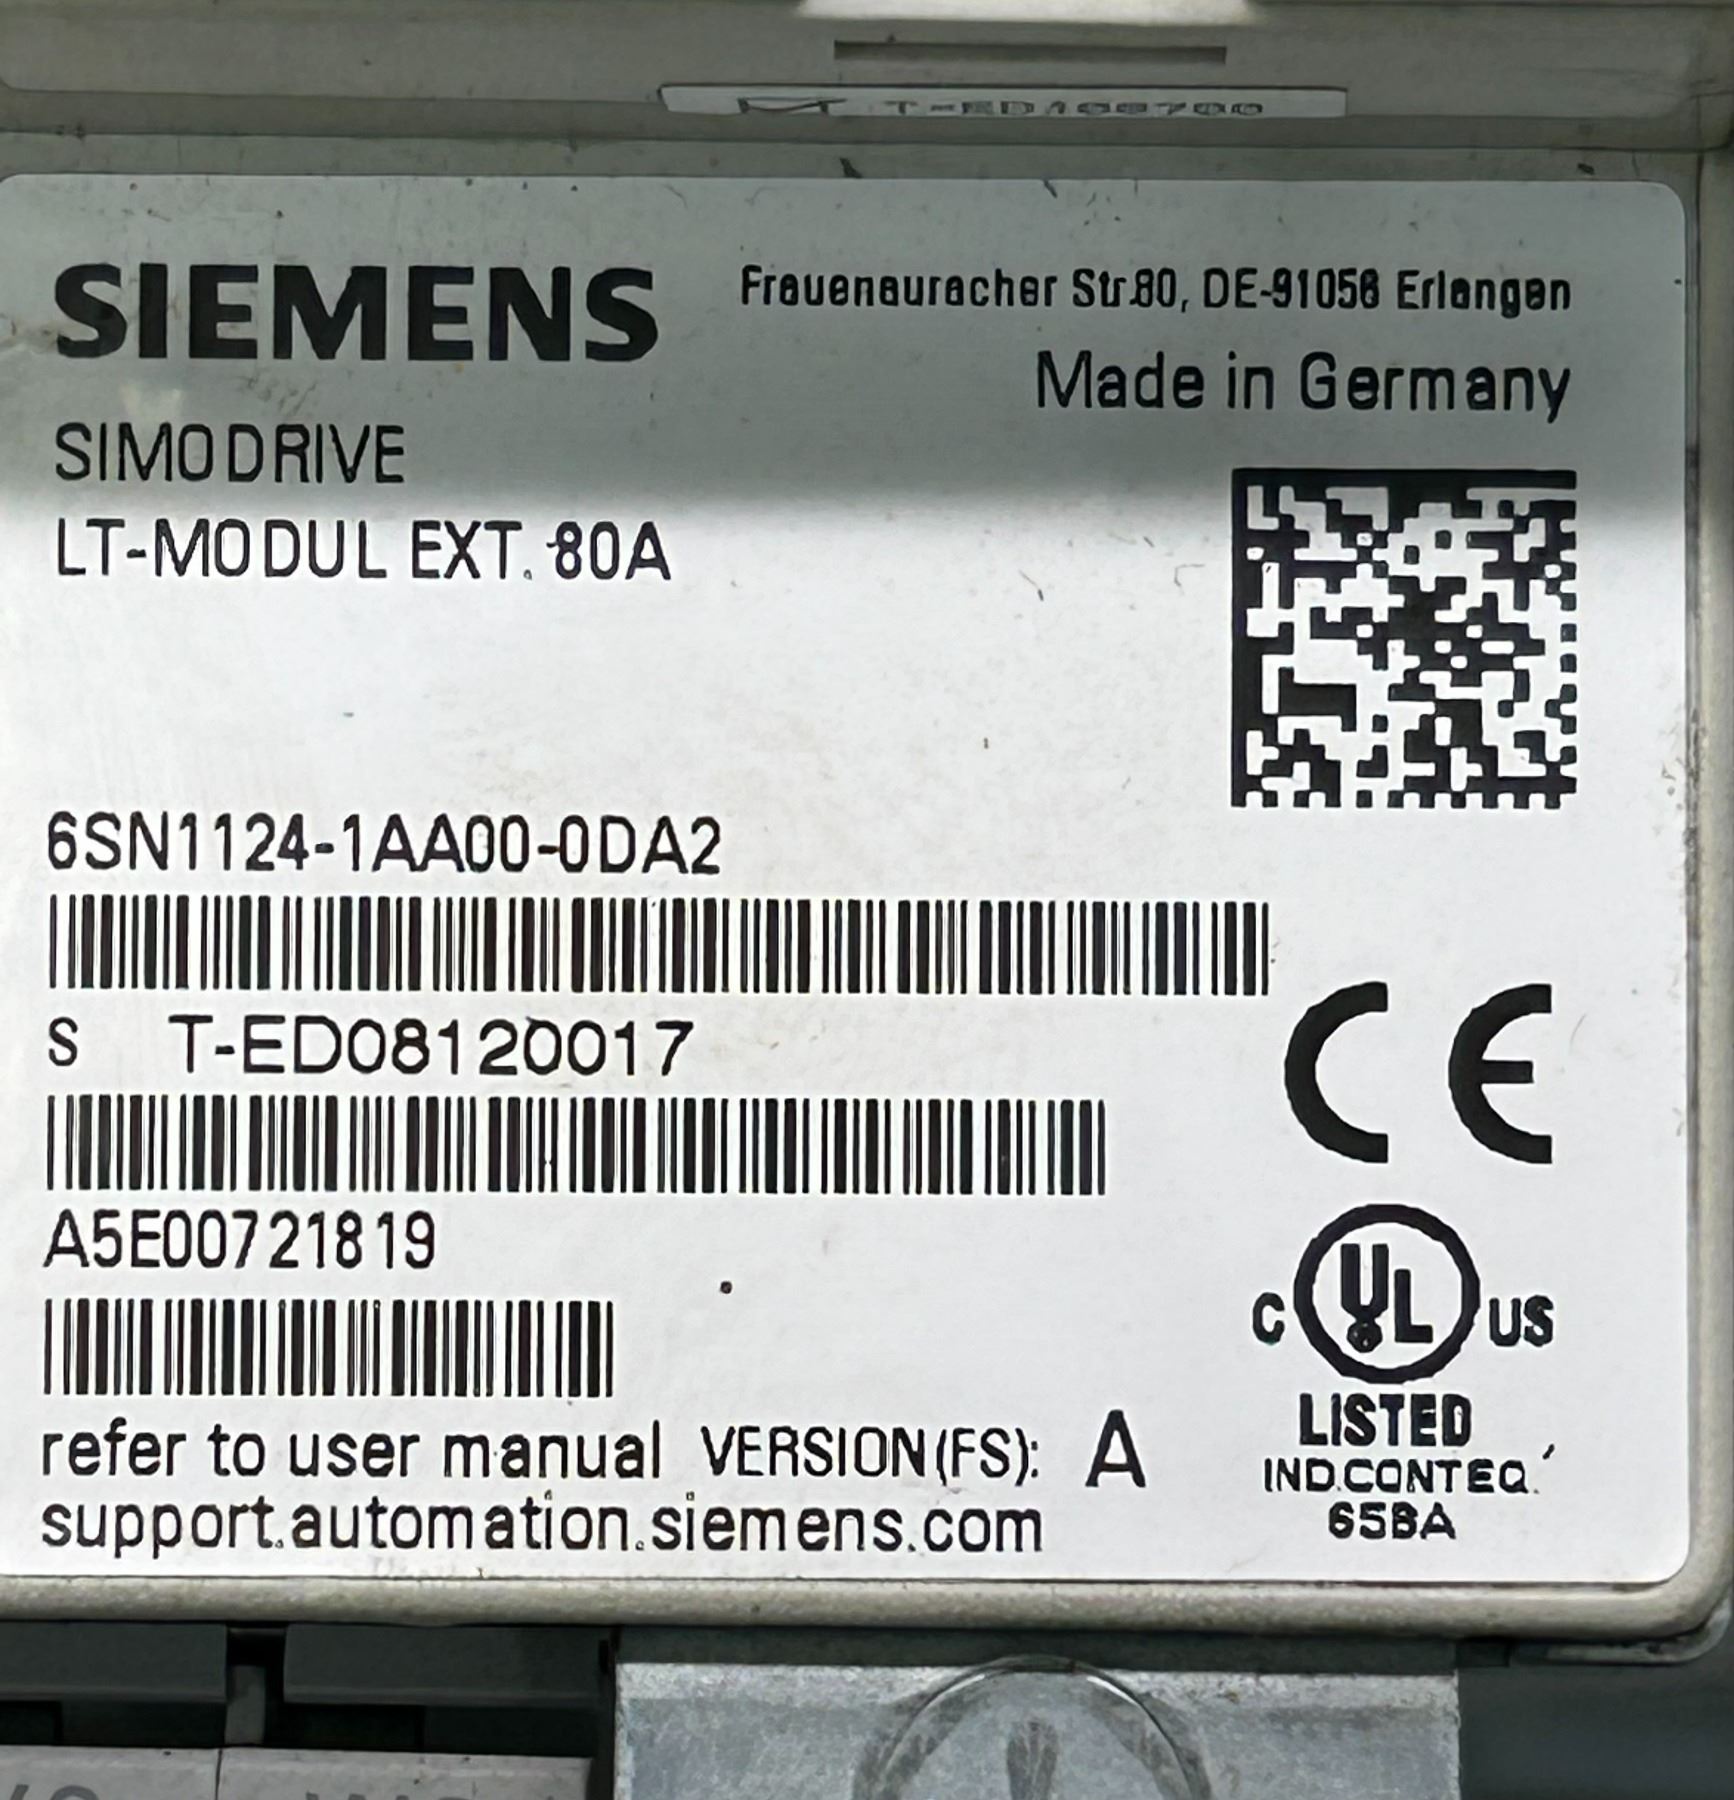 SIEMENS
Frauenauracher Str.80, DE-91056 Erlangen
Made in Germany
SIMODRIVE
LT-MODUL EXT. 80A
6SN1124-1AA00-0DA2
S T-ED08120017
A5E00721819
CE
C UL US
LISTED
IND.CONT.EQ.
65BA
refer to user manual VERSION(FS): A
support.automation.siemens.com